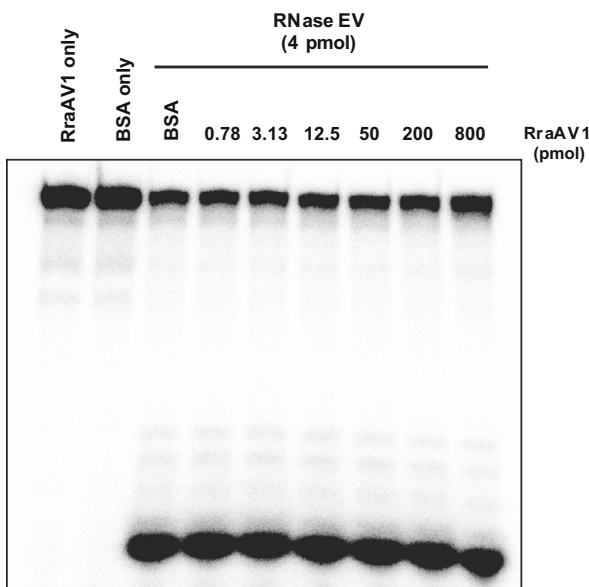 RNase EV
(4 pmol)
RraAV1 only
BSA only
BSA
0.78 3.13 12.5 50 200 800
RraAV1
(pmol)